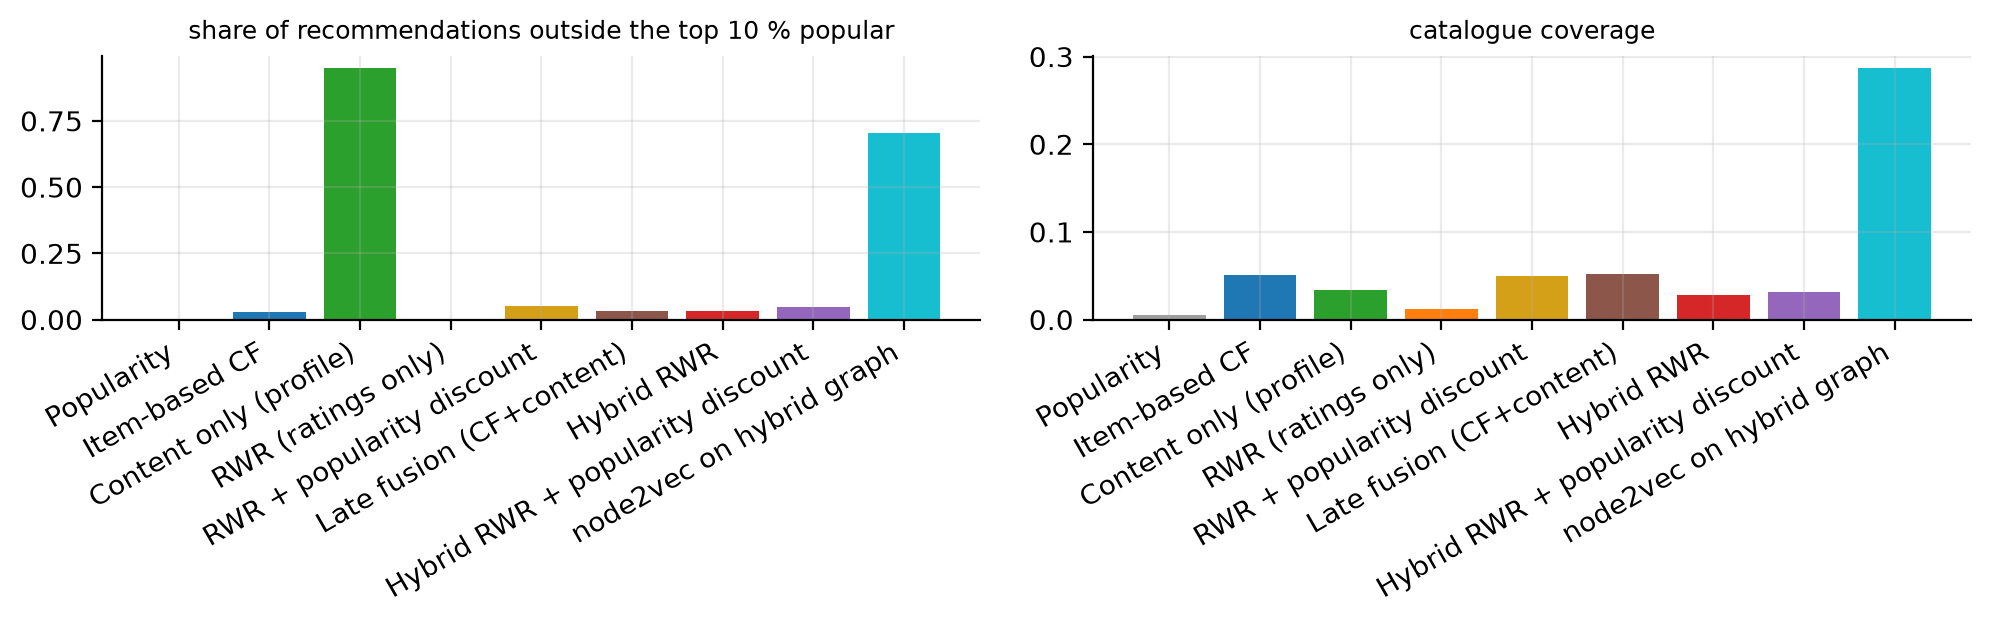 share of recommendations outside the top 10 % popular
0.75
0.50
0.25
0.00
Popularity
Item-based CF
Content only (profile)
RWR (ratings only)
RWR + popularity discount
Late fusion (CF+content)
Hybrid RWR
Hybrid RWR + popularity discount
node2vec on hybrid graph
catalogue coverage
0.3
0.2
0.1
0.0
Popularity
Item-based CF
Content only (profile)
RWR (ratings only)
RWR + popularity discount
Late fusion (CF+content)
Hybrid RWR
Hybrid RWR + popularity discount
node2vec on hybrid graph